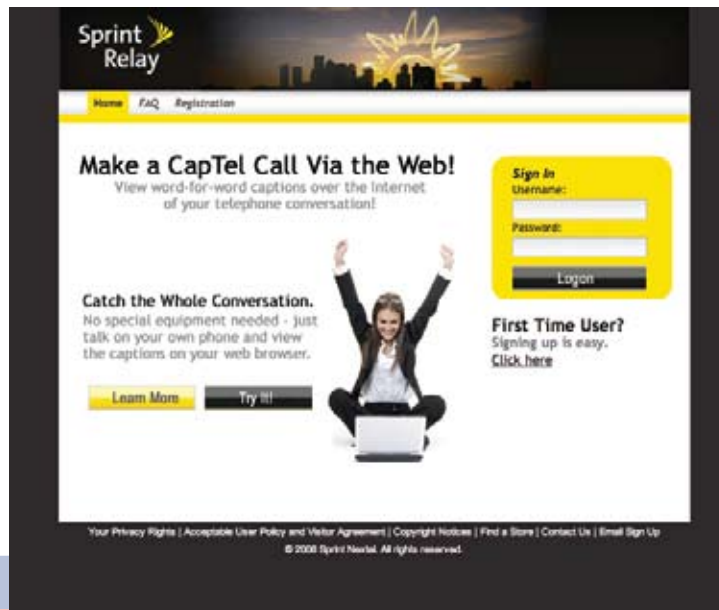 Sprint
Relay
Home FAQ Registration
Make a CapTel Call Via the Web!
View word-for-word captions over the Internet
of your telephone conversation!
Sign In
Username:
Password:
Logon
Catch the Whole Conversation.
No special equipment needed - just
talk on your own phone and view
the captions on your web browser.
Learn More Try It!
First Time User?
Signing up is easy.
Click here
Your Privacy Rights | Acceptable User Policy and Visitor Agreement | Copyright Notices | Find a Store | Contact Us | Email Sign Up
© 2008 Sprint Nextel. All rights reserved.